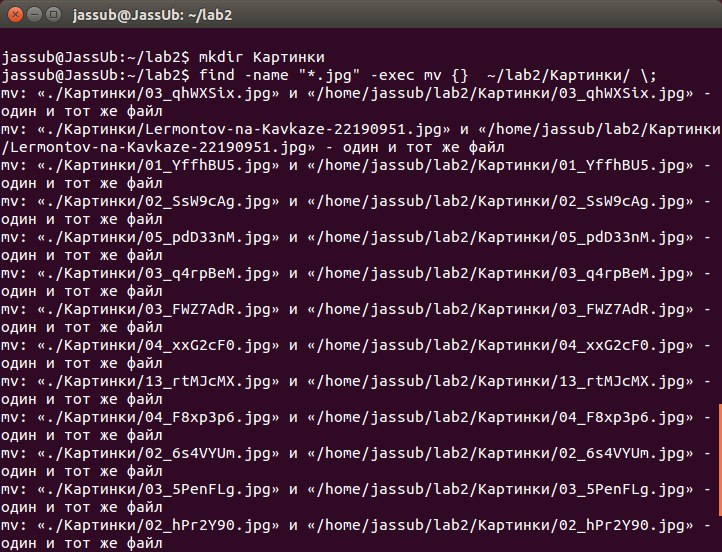 jassub@JassUb: ~/lab2
jassub@JassUb:~/lab2$ mkdir Картинки
jassub@JassUb:~/lab2$ find -name "*.jpg" -exec mv {}  ~/lab2/Картинки/ \;
mv: «./Картинки/03_qhWXSix.jpg» и «/home/jassub/lab2/Картинки/03_qhWXSix.jpg» -
один и тот же файл
mv: «./Картинки/Lermontov-na-Kavkaze-22190951.jpg» и «/home/jassub/lab2/Картинки
/Lermontov-na-Kavkaze-22190951.jpg» - один и тот же файл
mv: «./Картинки/01_YffhBU5.jpg» и «/home/jassub/lab2/Картинки/01_YffhBU5.jpg» -
один и тот же файл
mv: «./Картинки/02_SsW9cAg.jpg» и «/home/jassub/lab2/Картинки/02_SsW9cAg.jpg» -
один и тот же файл
mv: «./Картинки/05_pdD33nM.jpg» и «/home/jassub/lab2/Картинки/05_pdD33nM.jpg» -
один и тот же файл
mv: «./Картинки/03_q4rpBeM.jpg» и «/home/jassub/lab2/Картинки/03_q4rpBeM.jpg» -
один и тот же файл
mv: «./Картинки/03_FWZ7AdR.jpg» и «/home/jassub/lab2/Картинки/03_FWZ7AdR.jpg» -
один и тот же файл
mv: «./Картинки/04_xxG2cF0.jpg» и «/home/jassub/lab2/Картинки/04_xxG2cF0.jpg» -
один и тот же файл
mv: «./Картинки/13_rtMJcMX.jpg» и «/home/jassub/lab2/Картинки/13_rtMJcMX.jpg» -
один и тот же файл
mv: «./Картинки/04_F8xp3p6.jpg» и «/home/jassub/lab2/Картинки/04_F8xp3p6.jpg» -
один и тот же файл
mv: «./Картинки/02_6s4VYUm.jpg» и «/home/jassub/lab2/Картинки/02_6s4VYUm.jpg» -
один и тот же файл
mv: «./Картинки/03_5PenFLg.jpg» и «/home/jassub/lab2/Картинки/03_5PenFLg.jpg» -
один и тот же файл
mv: «./Картинки/02_hPr2Y90.jpg» и «/home/jassub/lab2/Картинки/02_hPr2Y90.jpg» -
один и тот же файл